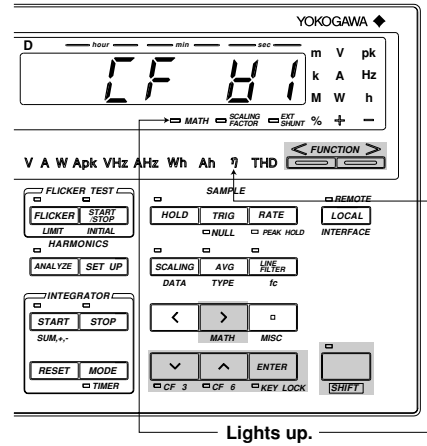 YOKOGAWA
D hour min sec m V pk
CF V1 k A Hz
M W h
MATH SCALING FACTOR EXT SHUNT % + −
< FUNCTION >
V A W Apk VHz AHz Wh Ah η THD
FLICKER TEST SAMPLE
REMOTE
FLICKER START /STOP HOLD TRIG RATE LOCAL
LIMIT INITIAL NULL PEAK HOLD INTERFACE
HARMONICS
ANALYZE SET UP SCALING AVG LINE FILTER
DATA TYPE fc
INTEGRATOR
START STOP < > □
SUM,+,- MATH MISC
RESET MODE ENTER
TIMER CF 3 CF 6 KEY LOCK SHIFT
Lights up.